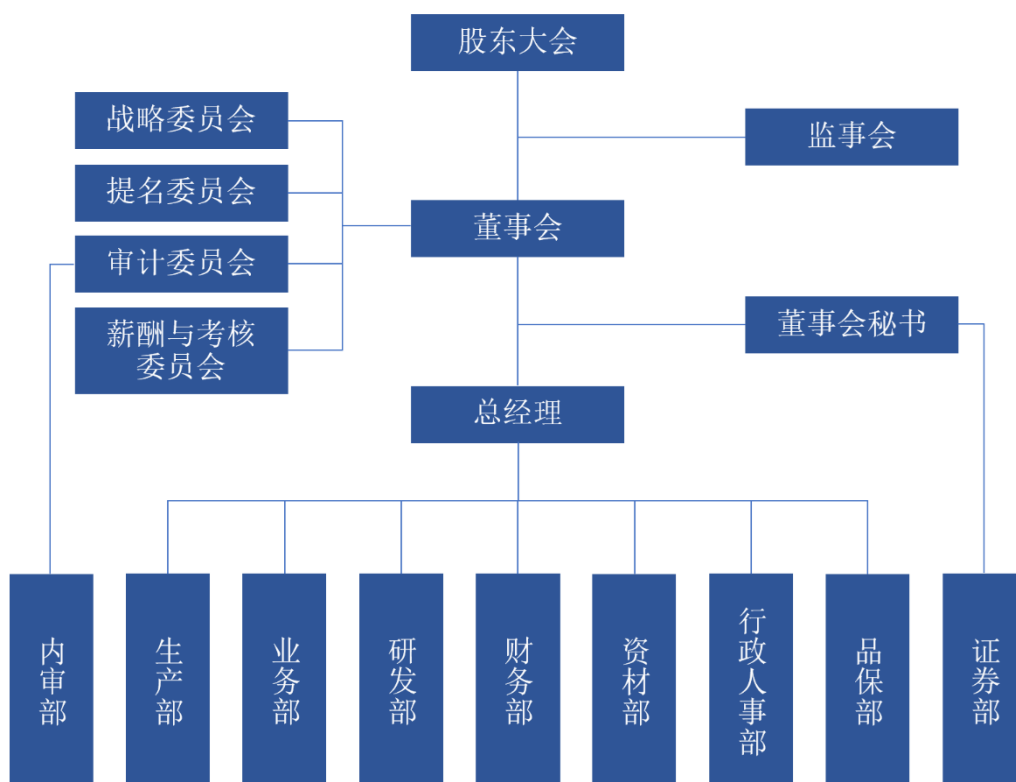 股东大会
战略委员会
监事会
提名委员会
董事会
审计委员会
董事会秘书
薪酬与考核
委员会
总经理
内审部
生产部
业务部
研发部
财务部
资材部
行政人事部
品保部
证券部